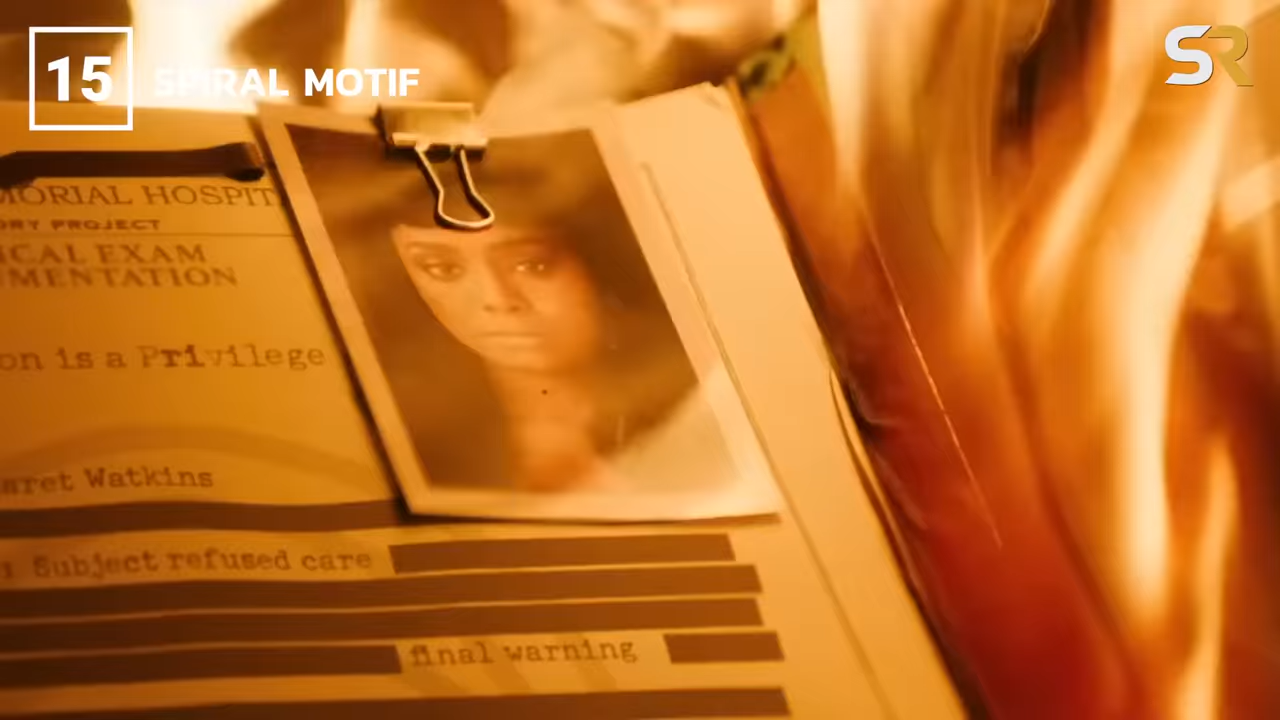 15 SPIRAL MOTIF
SR
MORIAL HOSPIT
ORY PROJECT
ICAL EXAM
UMENTATION
on is a Privilege
aret Watkins
Subject refused care
final warning